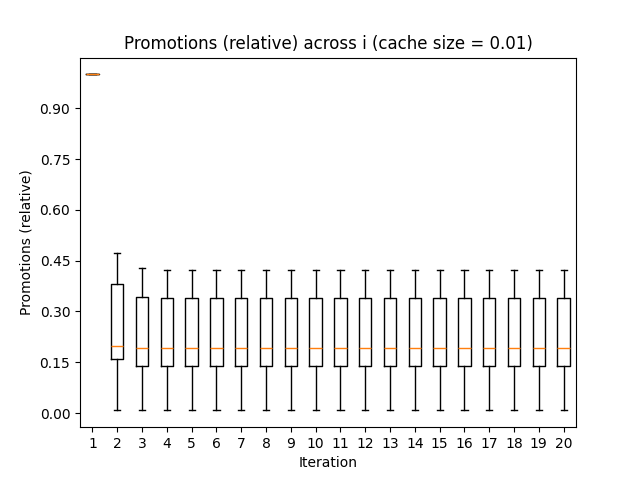 Promotions (relative) across i (cache size = 0.01)
Promotions (relative)
0.90
0.75
0.60
0.45
0.30
0.15
0.00
1 2 3 4 5 6 7 8 9 10 11 12 13 14 15 16 17 18 19 20
Iteration